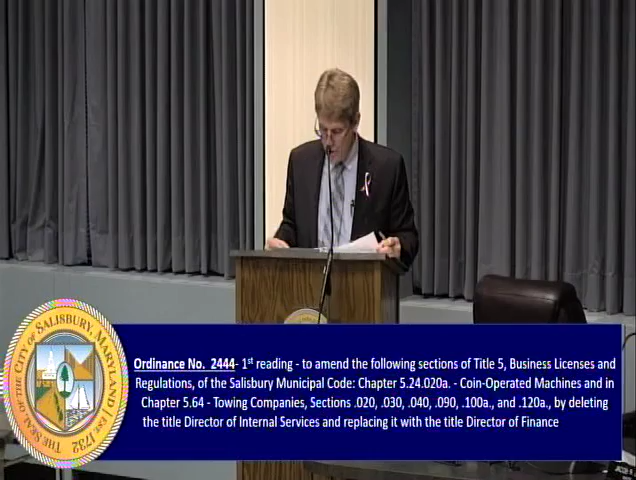 Ordinance No. 2444- 1st reading - to amend the following sections of Title 5, Business Licenses and
Regulations, of the Salisbury Municipal Code: Chapter 5.24.020a. - Coin-Operated Machines and in
Chapter 5.64 - Towing Companies, Sections .020, .030, .040, .090, .100a., and .120a., by deleting
the title Director of Internal Services and replacing it with the title Director of Finance
THE SEAL OF THE CITY OF SALISBURY, MARYLAND
1732